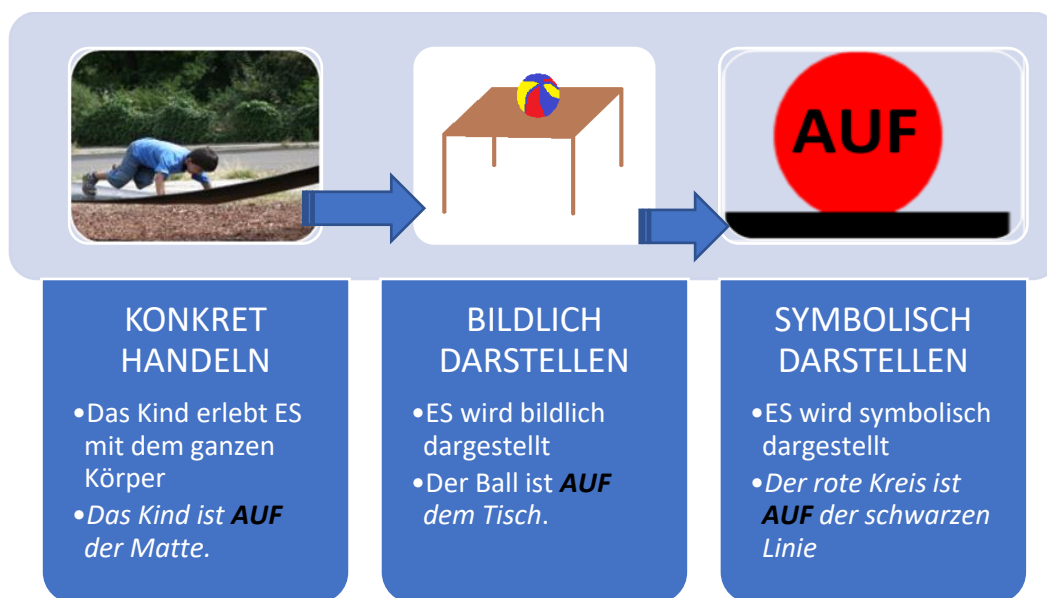 AUF
KONKRET
HANDELN
•Das Kind erlebt ES
mit dem ganzen
Körper
•Das Kind ist AUF
der Matte.
BILDLICH
DARSTELLEN
•ES wird bildlich
dargestellt
•Der Ball ist AUF
dem Tisch.
SYMBOLISCH
DARSTELLEN
•ES wird symbolisch
dargestellt
•Der rote Kreis ist
AUF der schwarzen
Linie